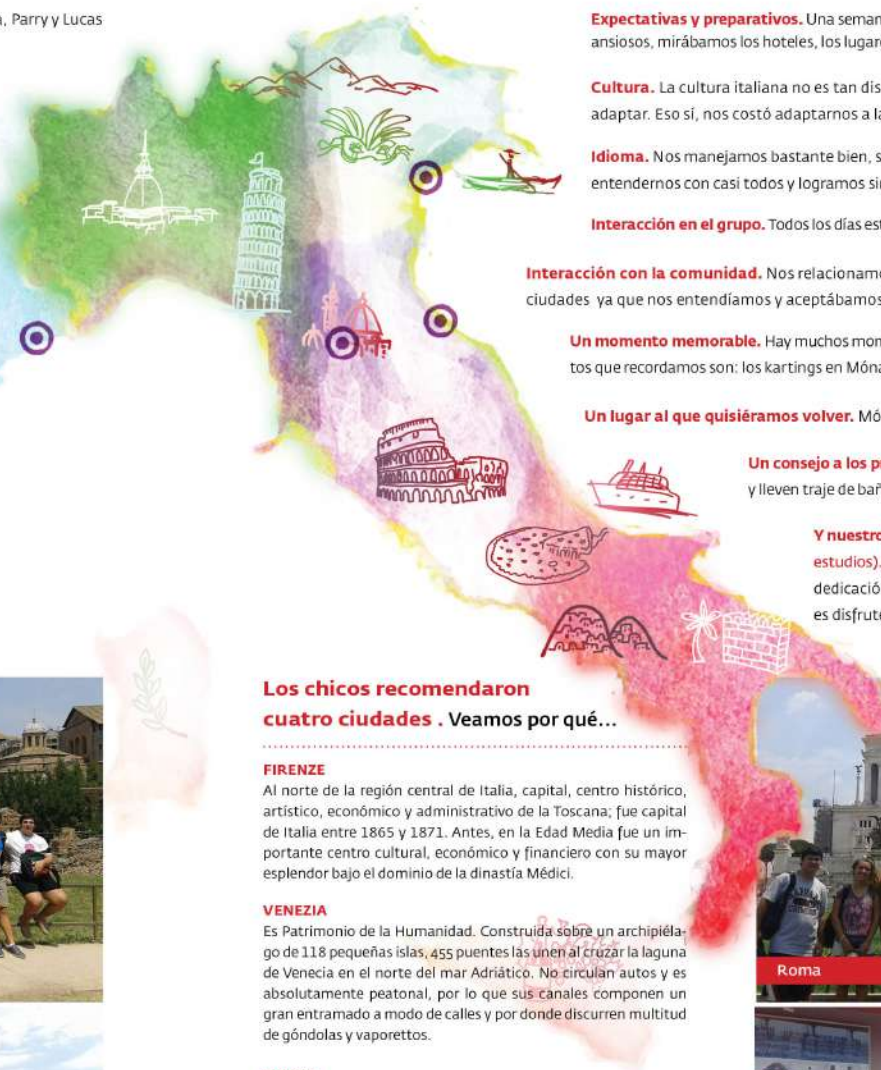 Parry y Lucas
Expectativas y preparativos. Una seman
ansiosos, mirábamos los hoteles, los lugare
Cultura. La cultura italiana no es tan dis
adaptar. Eso sí, nos costó adaptarnos a la
Idioma. Nos manejamos bastante bien, s
entendernos con casi todos y logramos si
Interacción en el grupo. Todos los días est
Interacción con la comunidad. Nos relacionamo
ciudades ya que nos entendíamos y aceptábamos
Un momento memorable. Hay muchos mom
tos que recordamos son: los kartings en Móna
Un lugar al que quisiéramos volver. Mó
Un consejo a los p
y lleven traje de bañ
Y nuestro
estudios).
dedicació
es disfrut
Los chicos recomendaron
cuatro ciudades . Veamos por qué...
FIRENZE
Al norte de la región central de Italia, capital, centro histórico,
artístico, económico y administrativo de la Toscana; fue capital
de Italia entre 1865 y 1871. Antes, en la Edad Media fue un im-
portante centro cultural, económico y financiero con su mayor
esplendor bajo el dominio de la dinastía Médici.
VENEZIA
Es Patrimonio de la Humanidad. Construida sobre un archipiéla-
go de 118 pequeñas islas, 455 puentes las unen al cruzar la laguna
de Venecia en el norte del mar Adriático. No circulan autos y es
absolutamente peatonal, por lo que sus canales componen un
gran entramado a modo de calles y por donde discurren multitud
de góndolas y vaporettos.
Roma